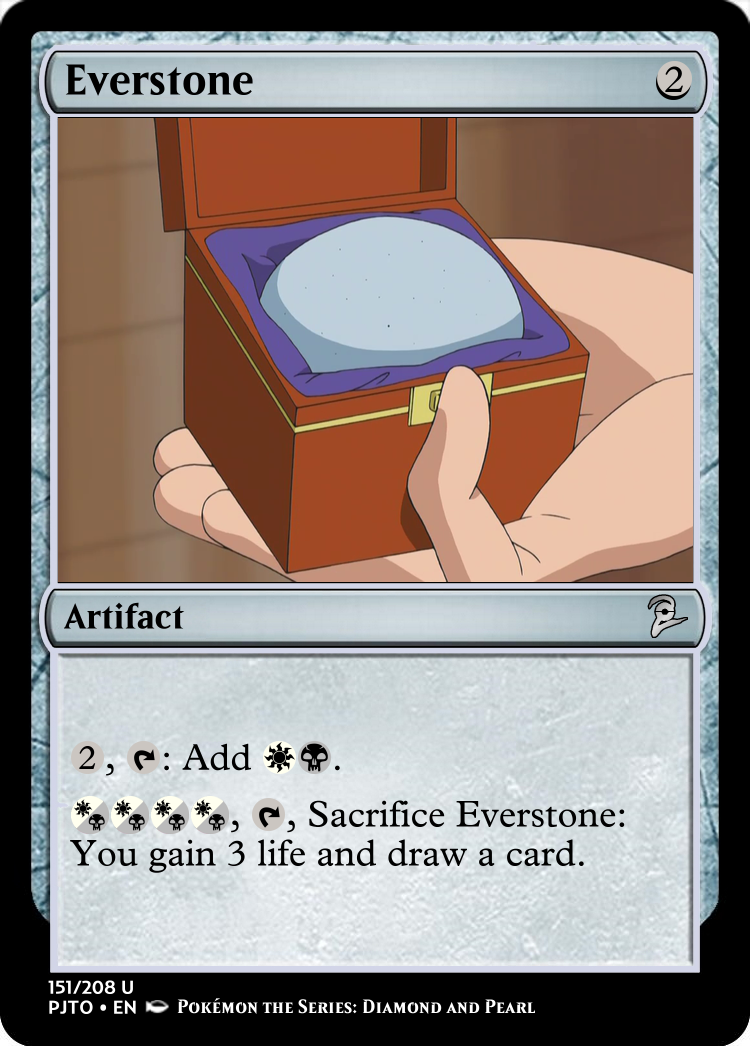 Everstone 2
Artifact
2, : Add .
, , Sacrifice Everstone:
You gain 3 life and draw a card.
151/208 U
PJTO • EN Pokémon the Series: Diamond and Pearl